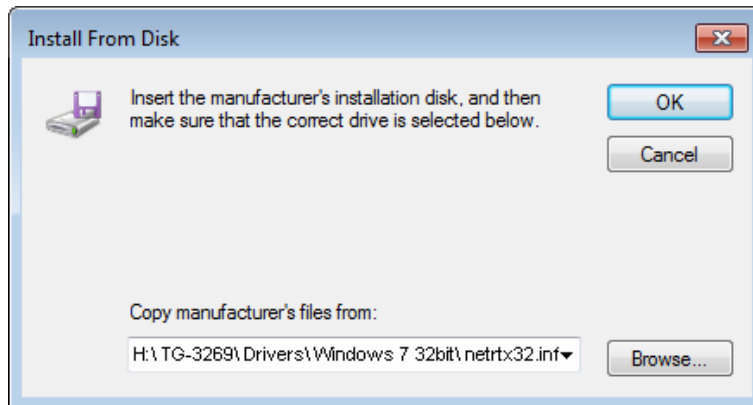 Install From Disk
Insert the manufacturer's installation disk, and then
make sure that the correct drive is selected below.
OK
Cancel
Copy manufacturer's files from:
H:\TG-3269\Drivers\Windows 7 32bit\netrtx32.inf
Browse...